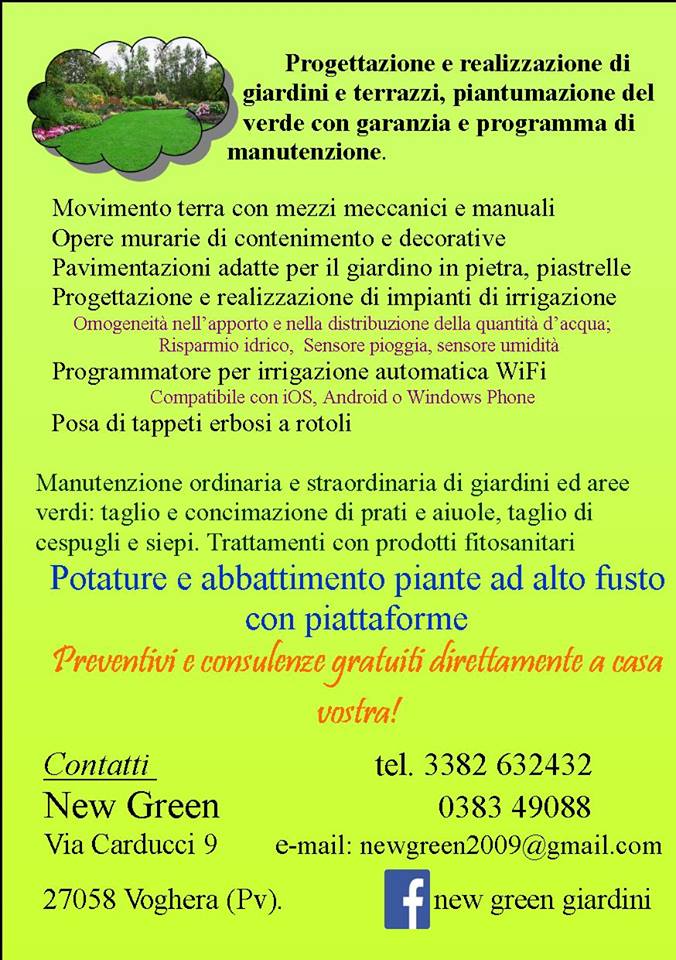 Progettazione e realizzazione di
giardini e terrazzi, piantumazione del
verde con garanzia e programma di
manutenzione.
Movimento terra con mezzi meccanici e manuali
Opere murarie di contenimento e decorative
Pavimentazioni adatte per il giardino in pietra, piastrelle
Progettazione e realizzazione di impianti di irrigazione
Omogeneità nell'apporto e nella distribuzione della quantità d'acqua;
Risparmio idrico, Sensore pioggia, sensore umidità
Programmatore per irrigazione automatica WiFi
Compatibile con iOS, Android o Windows Phone
Posa di tappeti erbosi a rotoli
Manutenzione ordinaria e straordinaria di giardini ed aree
verdi: taglio e concimazione di prati e aiuole, taglio di
cespugli e siepi. Trattamenti con prodotti fitosanitari
Potature e abbattimento piante ad alto fusto
con piattaforme
Preventivi e consulenze gratuiti direttamente a casa
vostra!
Contatti tel. 3382 632432
New Green 0383 49088
Via Carducci 9 e-mail: newgreen2009@gmail.com
27058 Voghera (Pv). f new green giardini